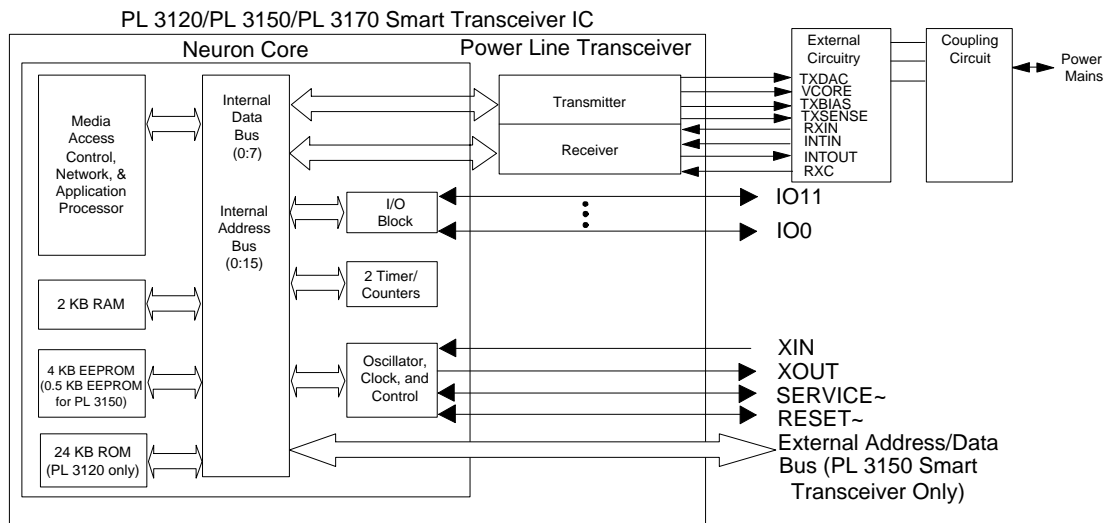 PL 3120/PL 3150/PL 3170 Smart Transceiver IC
Neuron Core
Power Line Transceiver
Media
Access
Control,
Network, &
Application
Processor
2 KB RAM
4 KB EEPROM
(0.5 KB EEPROM
for PL 3150)
24 KB ROM
(PL 3120 only)
Internal
Data
Bus
(0:7)
Internal
Address
Bus
(0:15)
Transmitter
Receiver
I/O
Block
2 Timer/
Counters
Oscillator,
Clock, and
Control
External
Circuitry
TXDAC
VCORE
TXBIAS
TXSENSE
RXIN
INTIN
INTOUT
RXC
Coupling
Circuit
Power
Mains
IO11
IO0
XIN
XOUT
SERVICE~
RESET~
External Address/Data
Bus (PL 3150 Smart
Transceiver Only)